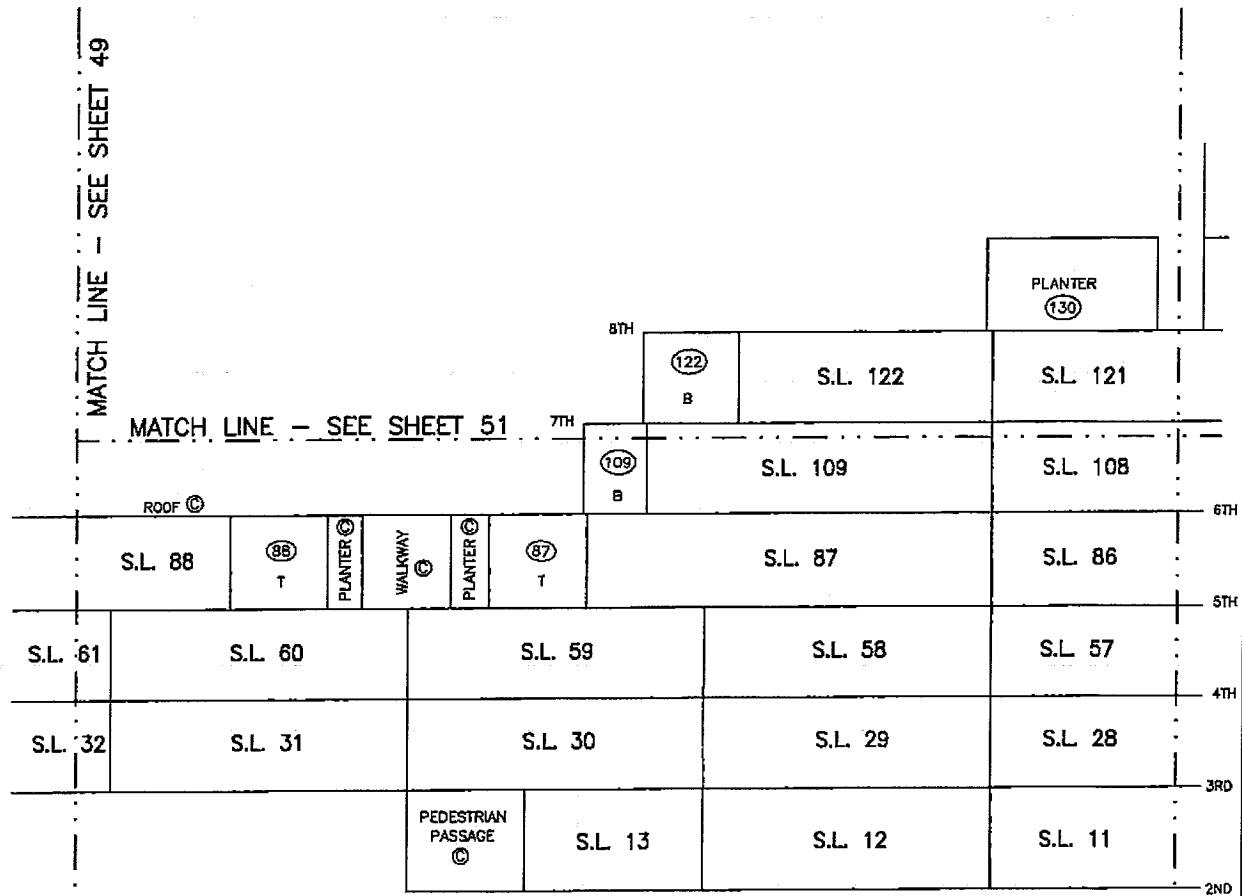 MATCH LINE - SEE SHEET 49
PLANTER
130
8TH
122
B
S.L. 122
S.L. 121
MATCH LINE - SEE SHEET 51
7TH
109
B
S.L. 109
S.L. 108
ROOF ©
6TH
S.L. 88
88
T
PLANTER ©
WALKWAY ©
PLANTER ©
87
T
S.L. 87
S.L. 86
5TH
S.L. 61
S.L. 60
S.L. 59
S.L. 58
S.L. 57
4TH
S.L. 32
S.L. 31
S.L. 30
S.L. 29
S.L. 28
3RD
PEDESTRIAN
PASSAGE
©
S.L. 13
S.L. 12
S.L. 11
2ND